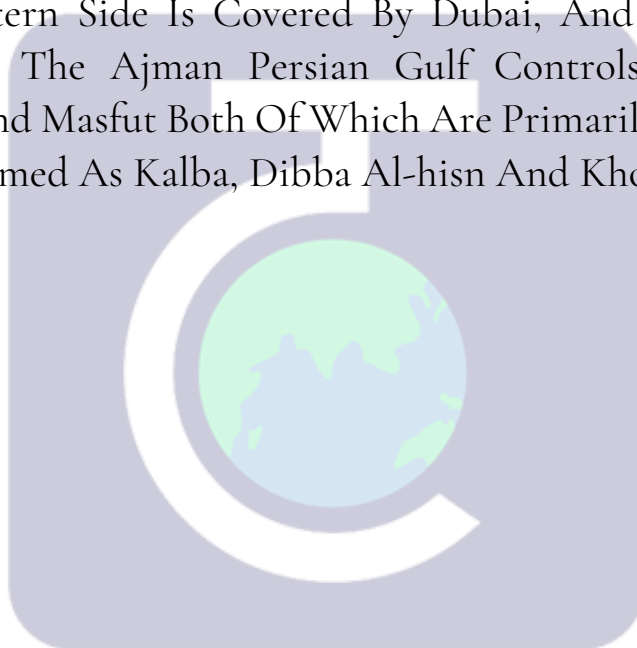 tern Side Is Covered By Dubai, And
The Ajman Persian Gulf Controls
nd Masfut Both Of Which Are Primaril
med As Kalba, Dibba Al-hisn And Kho